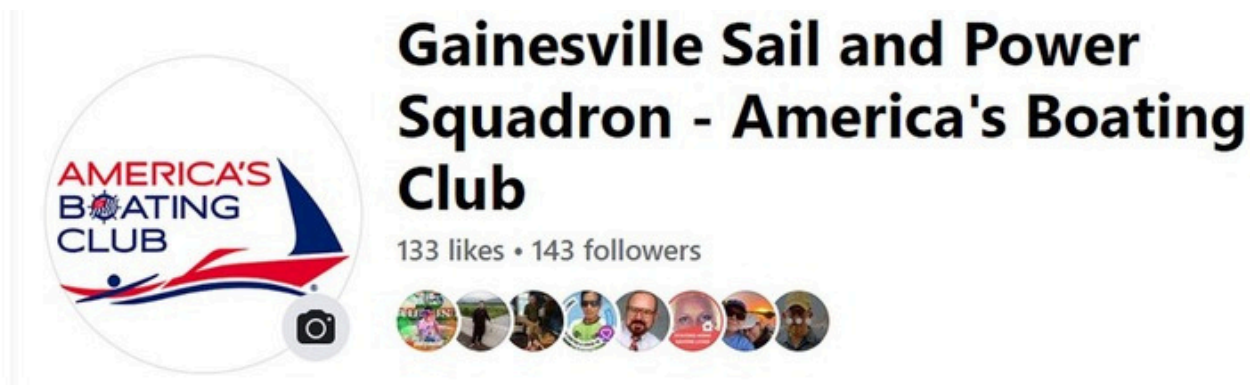 Gainesville Sail and Power
Squadron - America's Boating
Club
133 likes • 143 followers
AMERICA'S
BOATING
CLUB
®